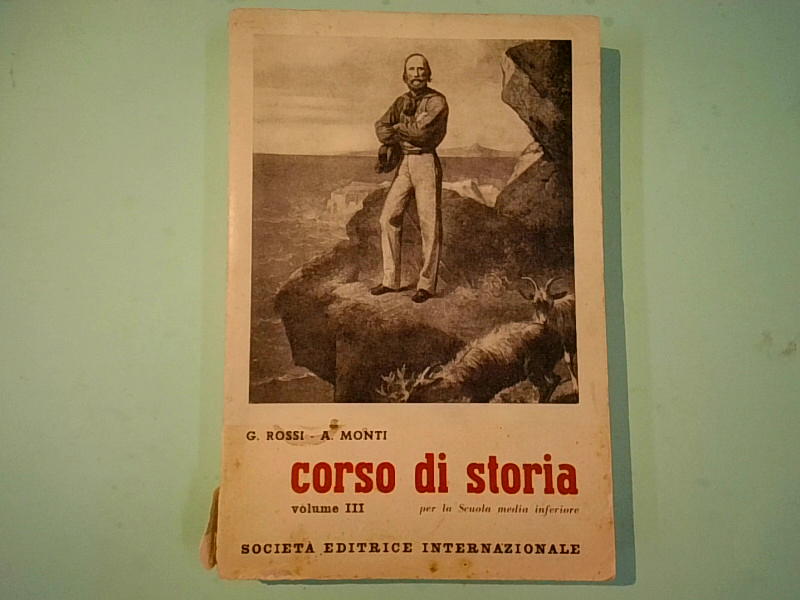 G. ROSSI - A. MONTI
corso di storia
volume III per la Scuola media inferiore
SOCIETÀ EDITRICE INTERNAZIONALE